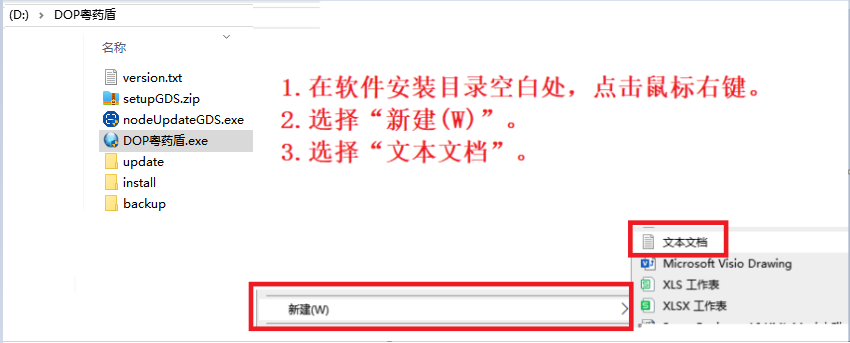 (D:) > DOP粤药盾
名称
version.txt
setupGDS.zip
nodeUpdateGDS.exe
DOP粤药盾.exe
update
install
backup
1.在软件安装目录空白处，点击鼠标右键。
2.选择“新建(W)”。
3.选择“文本文档”。
文本文档
Microsoft Visio Drawing
XLS 工作表
XLSX 工作表
新建(W)